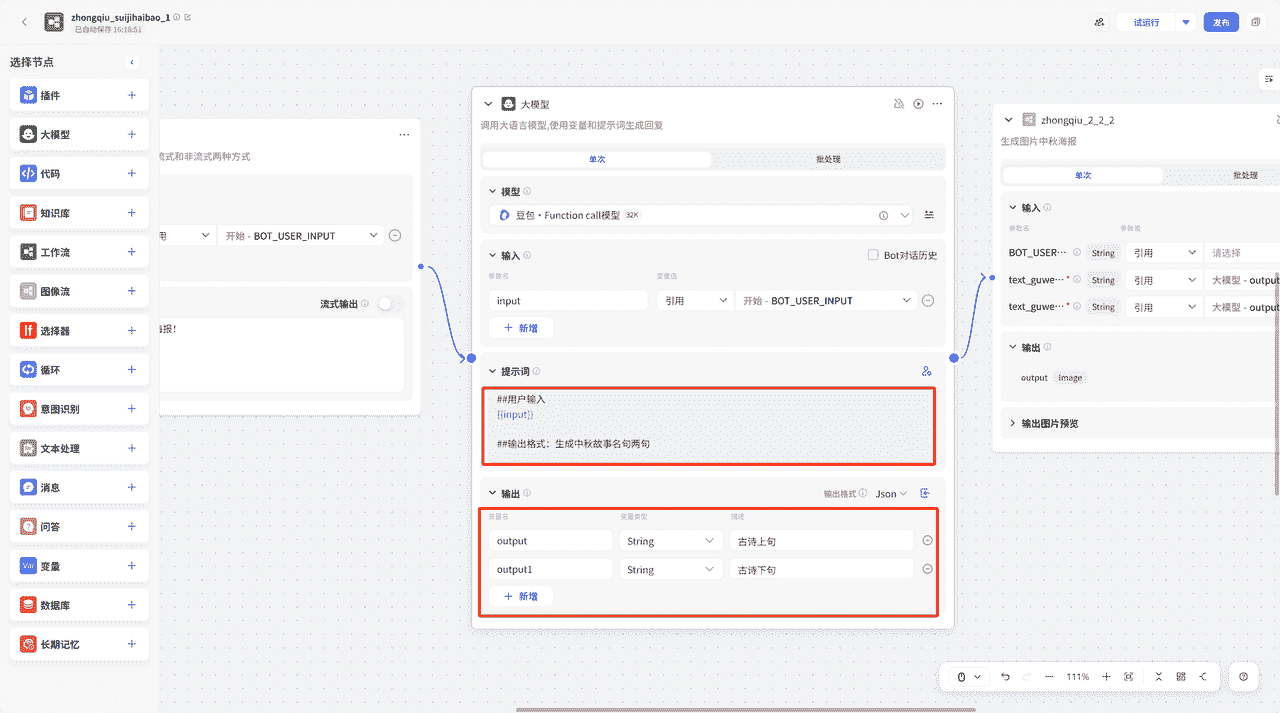 zhongqiu_suijihaibao_1
已自动保存 16:18:51
试运行
发布
选择节点
插件
大模型
代码
知识库
工作流
图像流
选择器
循环
意图识别
文本处理
消息
问答
变量
数据库
长期记忆
流式和非流式两种方式
用
开始 - BOT_USER_INPUT
流式输出
海报!
大模型
调用大语言模型,使用变量和提示词生成回复
单次
批处理
模型
豆包・Function call模型 32K
输入
Bot对话历史
参数名
变量值
input
引用
开始 - BOT_USER_INPUT
新增
提示词
##用户输入
{{input}}
##输出格式：生成中秋故事名句两句
输出
输出格式
Json
变量名
变量类型
描述
output
String
古诗上句
output1
String
古诗下句
新增
zhongqiu_2_2_2
生成图片中秋海报
单次
批处理
输入
参数名
参数值
BOT_USER⋯
String
引用
请选择
text_guwe⋯ *
String
引用
大模型 - output
text_guwe⋯ *
String
引用
大模型 - output
输出
output
Image
输出图片预览
111%